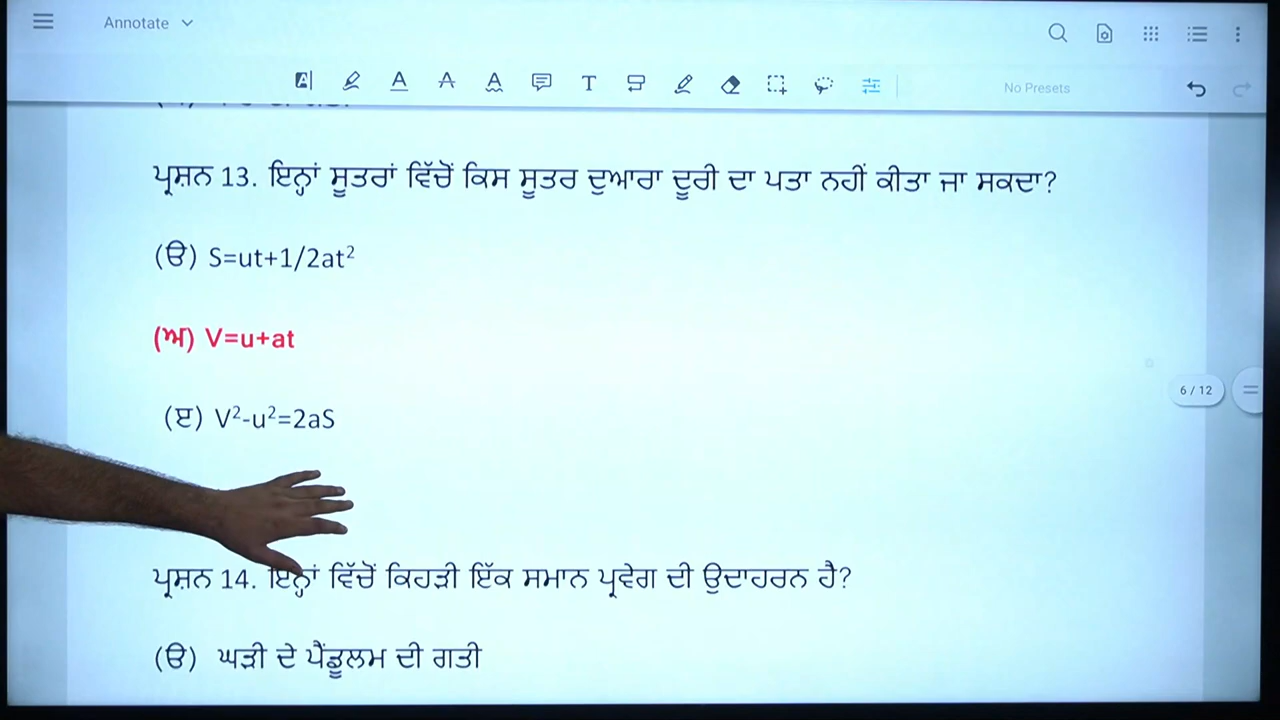 Annotate
No Presets
ਪ੍ਰਸ਼ਨ 13. ਇਨ੍ਹਾਂ ਸੂਤਰਾਂ ਵਿੱਚੋਂ ਕਿਸ ਸੂਤਰ ਦੁਆਰਾ ਦੂਰੀ ਦਾ ਪਤਾ ਨਹੀਂ ਕੀਤਾ ਜਾ ਸਕਦਾ?
(ੳ) S=ut+1/2at²
(ਅ) V=u+at
(ੲ) V²-u²=2aS
6 / 12
ਪ੍ਰਸ਼ਨ 14. ਇਨ੍ਹਾਂ ਵਿੱਚੋਂ ਕਿਹੜੀ ਇੱਕ ਸਮਾਨ ਪ੍ਰਵੇਗ ਦੀ ਉਦਾਹਰਨ ਹੈ?
(ੳ) ਘੜੀ ਦੇ ਪੈਂਡੂਲਮ ਦੀ ਗਤੀ